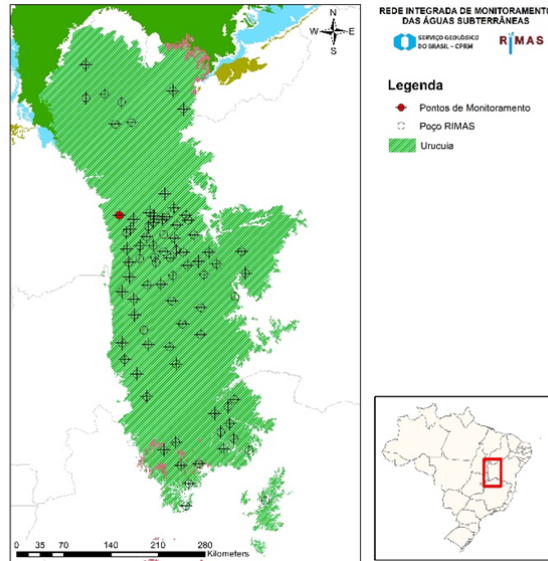 REDE INTEGRADA DE MONITORAMENTO
DAS ÁGUAS SUBTERRÂNEAS
SERVIÇO GEOLÓGICO
DO BRASIL - CPRM
RIMAS
N
W E
S
Legenda
Pontos de Monitoramento
Poço RIMAS
Urucuia
0 35 70 140 210 280
Kilometers